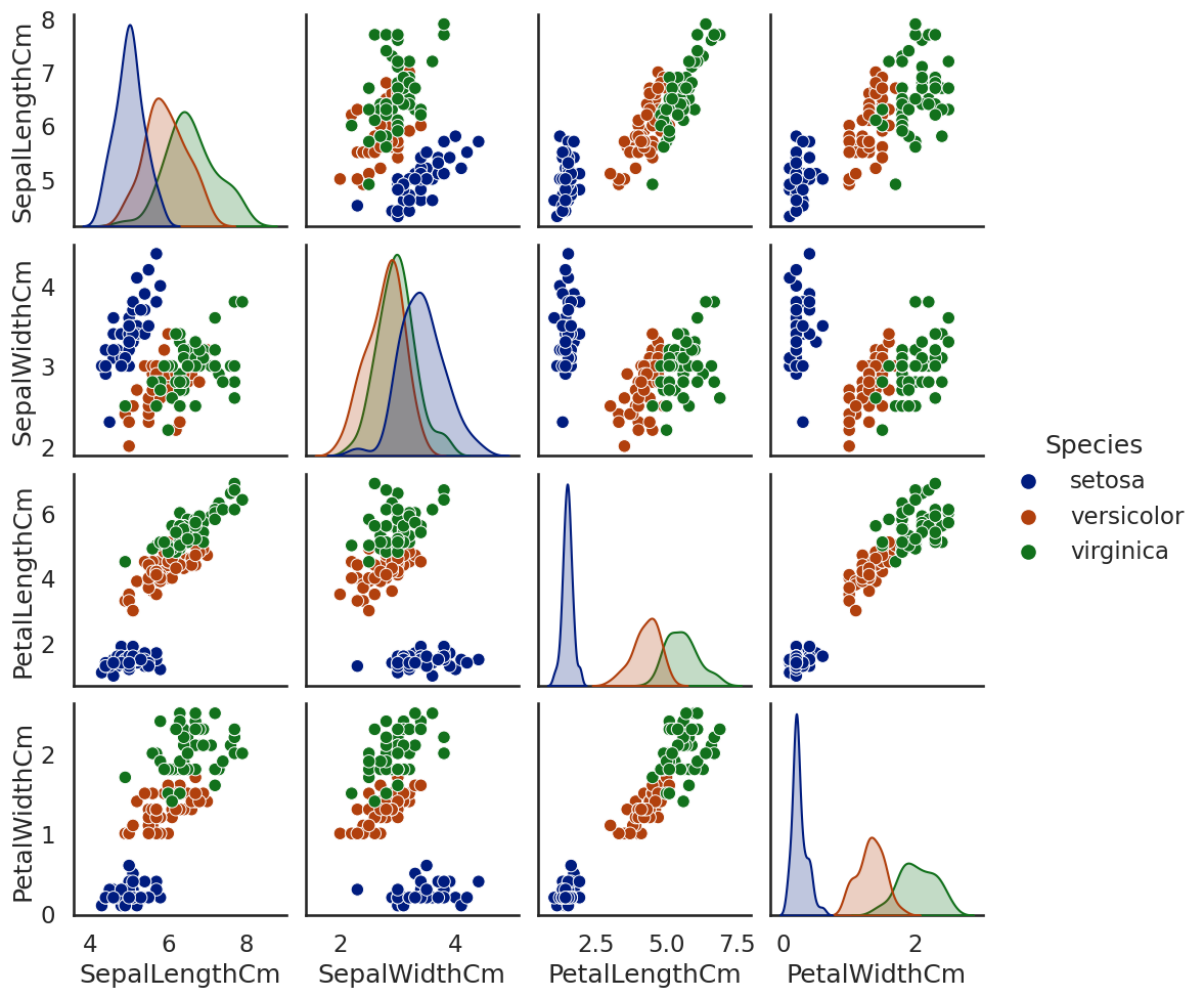 SepalLengthCm
8
7
6
5
SepalWidthCm
4
3
2
PetalLengthCm
6
4
2
PetalWidthCm
2
1
0
4 6 8
SepalLengthCm
2 4
SepalWidthCm
2.5 5.0 7.5
PetalLengthCm
0 2
PetalWidthCm
Species
setosa
versicolor
virginica